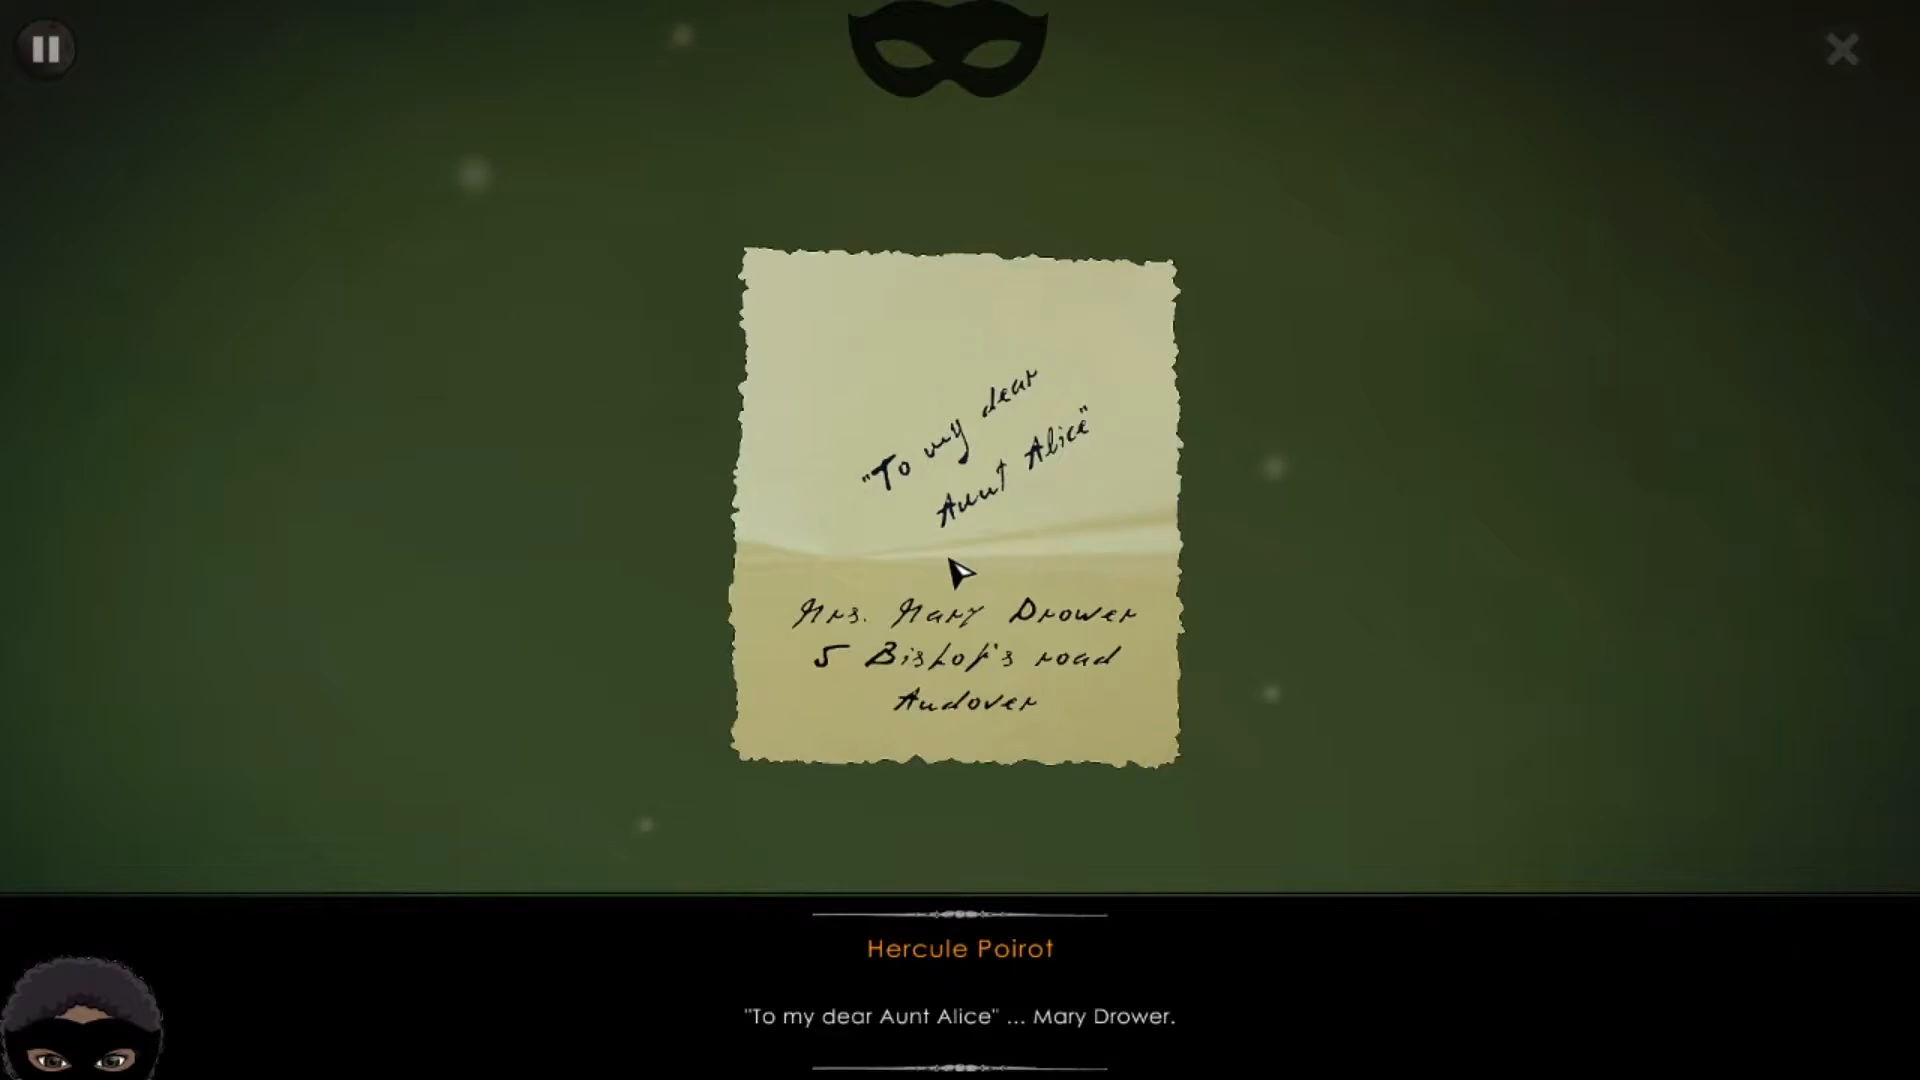 "To my dear
Aunt Alice"
Mrs. Mary Drower
5 Bishop's road
Andover
Hercule Poirot
"To my dear Aunt Alice" ... Mary Drower.